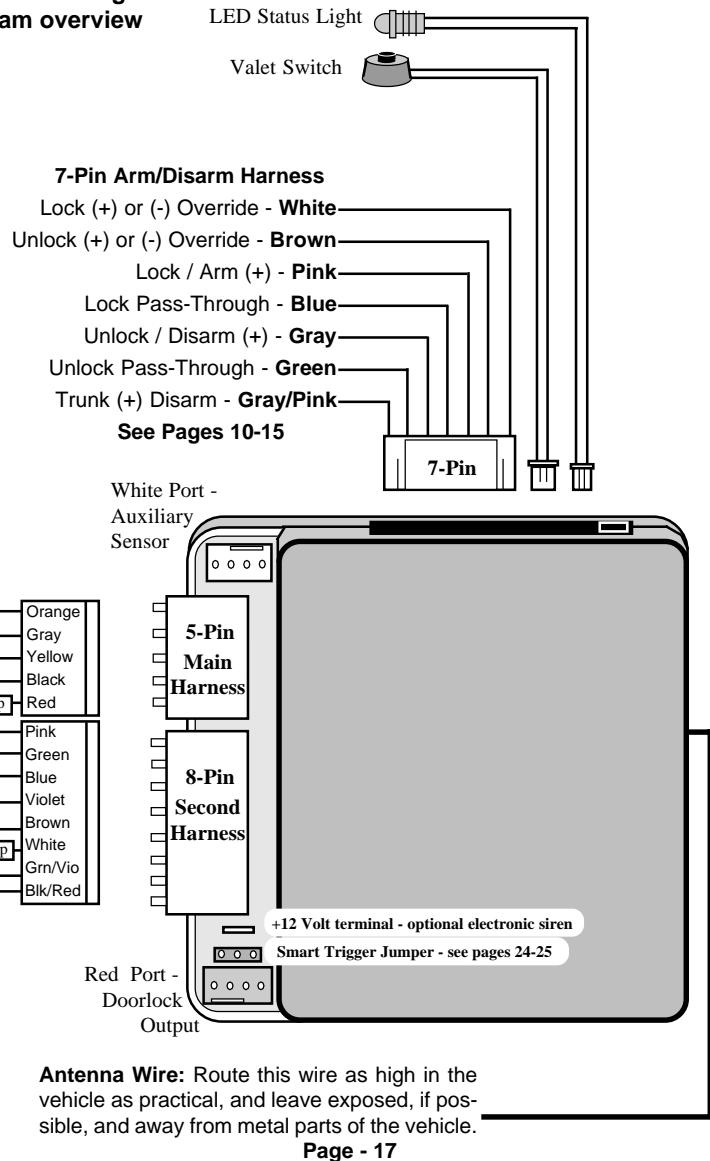 am overview
LED Status Light
Valet Switch
7-Pin Arm/Disarm Harness
Lock (+) or (-) Override - White
Unlock (+) or (-) Override - Brown
Lock / Arm (+) - Pink
Lock Pass-Through - Blue
Unlock / Disarm (+) - Gray
Unlock Pass-Through - Green
Trunk (+) Disarm - Gray/Pink
See Pages 10-15
7-Pin
White Port -
Auxiliary
Sensor
Orange
Gray
Yellow
Black
p Red
5-Pin
Main
Harness
Pink
Green
Blue
Violet
Brown
p White
Grn/Vio
Blk/Red
8-Pin
Second
Harness
+12 Volt terminal - optional electronic siren
Smart Trigger Jumper - see pages 24-25
Red Port -
Doorlock
Output
Antenna Wire: Route this wire as high in the
vehicle as practical, and leave exposed, if pos-
sible, and away from metal parts of the vehicle.
Page - 17